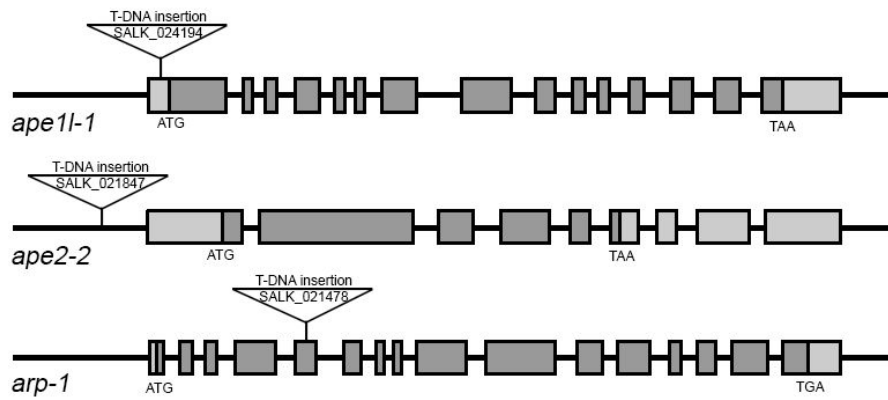 T-DNA insertion
SALK_024194
ape1l-1
ATG
TAA
T-DNA insertion
SALK_021847
ape2-2
ATG
TAA
T-DNA insertion
SALK_021478
arp-1
ATG
TGA